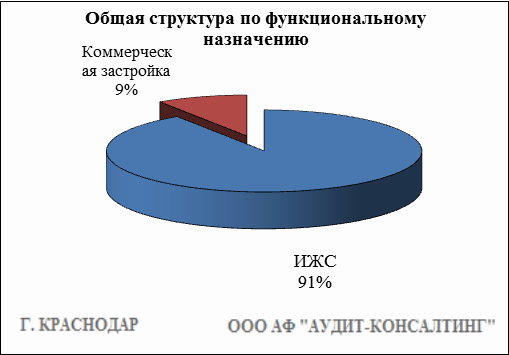 Общая структура по функциональному
назначению
Коммерческ
ая застройка
9%
ИЖС
91%
Г. КРАСНОДАР
ООО АФ "АУДИТ-КОНСАЛТИНГ"